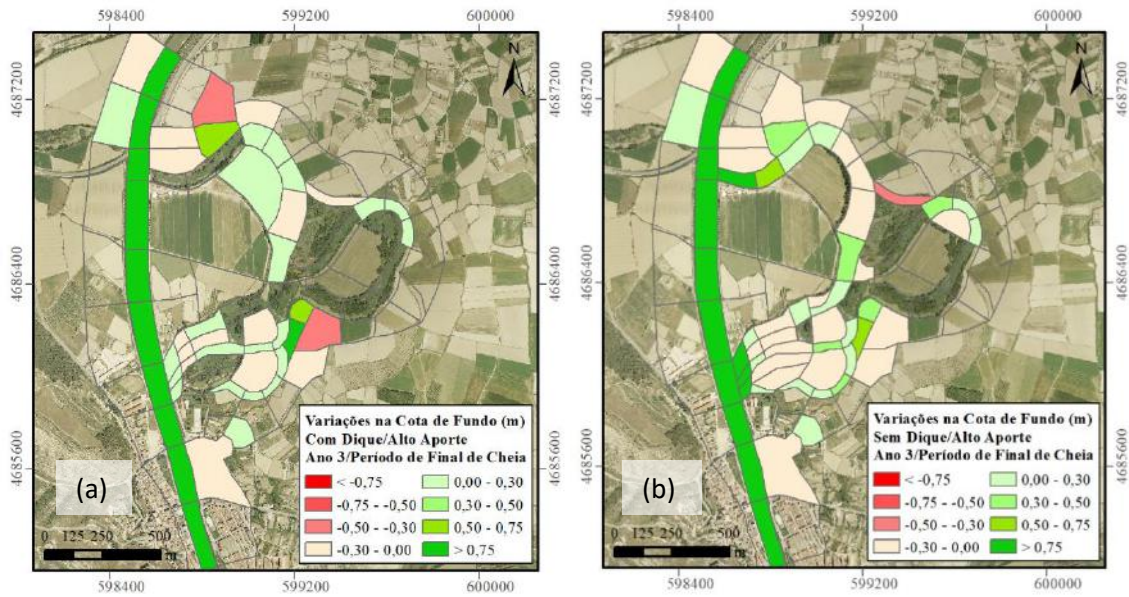 598400 599200 600000
598400 599200 600000
4687200
4686400
4685600
N
Variações na Cota de Fundo (m)
Com Dique/Alto Aporte
Ano 3/Período de Final de Cheia
< -0,75 0,00 - 0,30
-0,75 - -0,50 0,30 - 0,50
-0,50 - -0,30 0,50 - 0,75
-0,30 - 0,00 > 0,75
(a)
0 125 250 500
m
4687200
4686400
4685600
N
Variações na Cota de Fundo (m)
Sem Dique/Alto Aporte
Ano 3/Período de Final de Cheia
< -0,75 0,00 - 0,30
-0,75 - -0,50 0,30 - 0,50
-0,50 - -0,30 0,50 - 0,75
-0,30 - 0,00 > 0,75
(b)
0 125 250 500
m
598400 599200 600000
598400 599200 600000